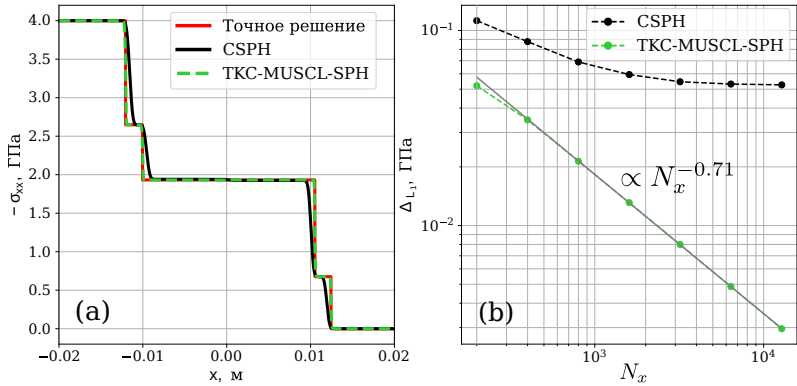 4.0
3.5
3.0
2.5
2.0
1.5
1.0
0.5
0.0
− σxx, ГПа
Точное решение
CSPH
TKC-MUSCL-SPH
(a)
−0.02
−0.01
0.00
0.01
0.02
x, м
10⁻¹
10⁻²
Δ L₁, ГПа
CSPH
TKC-MUSCL-SPH
∝ Nₓ^−0.71
(b)
10³
10⁴
Nₓ